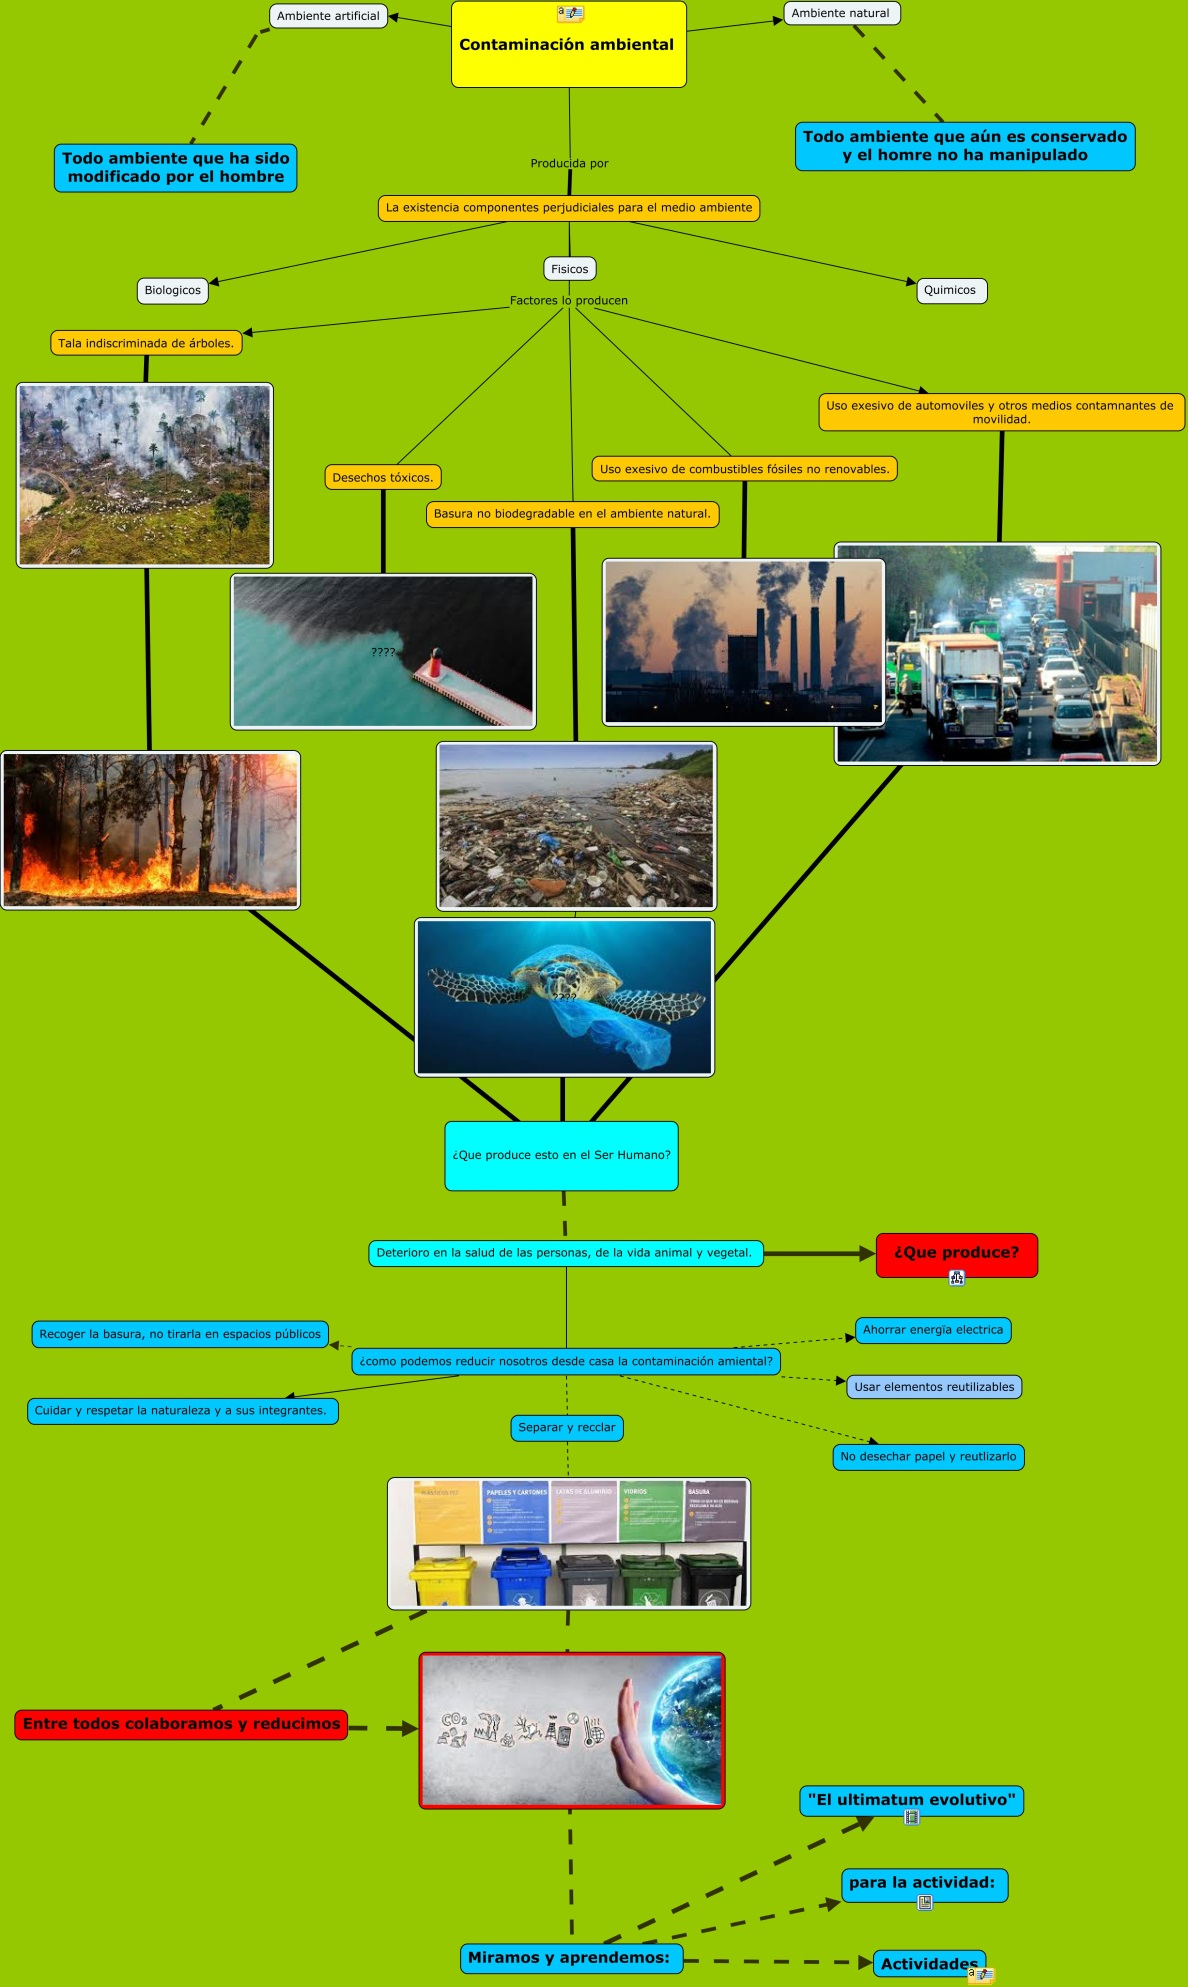 Ambiente artificial
Contaminación ambiental
Ambiente natural
Todo ambiente que ha sido
modificado por el hombre
Todo ambiente que aún es conservado
y el homre no ha manipulado
Producida por
La existencia componentes perjudiciales para el medio ambiente
Biologicos
Fisicos
Quimicos
Factores lo producen
Tala indiscriminada de árboles.
Uso exesivo de automoviles y otros medios contamnantes de
movilidad.
Desechos tóxicos.
Uso exesivo de combustibles fósiles no renovables.
Basura no biodegradable en el ambiente natural.
????
????
¿Que produce esto en el Ser Humano?
Deterioro en la salud de las personas, de la vida animal y vegetal.
¿Que produce?
Recoger la basura, no tirarla en espacios públicos
Ahorrar energïa electrica
¿como podemos reducir nosotros desde casa la contaminación amiental?
Usar elementos reutilizables
Cuidar y respetar la naturaleza y a sus integrantes.
Separar y recclar
No desechar papel y reutlizarlo
PAPELES Y CARTONES
LATAS DE ALUMINIO
VIDRIOS
BASURA
Entre todos colaboramos y reducimos
CO2
"El ultimatum evolutivo"
para la actividad:
Miramos y aprendemos:
Actividades